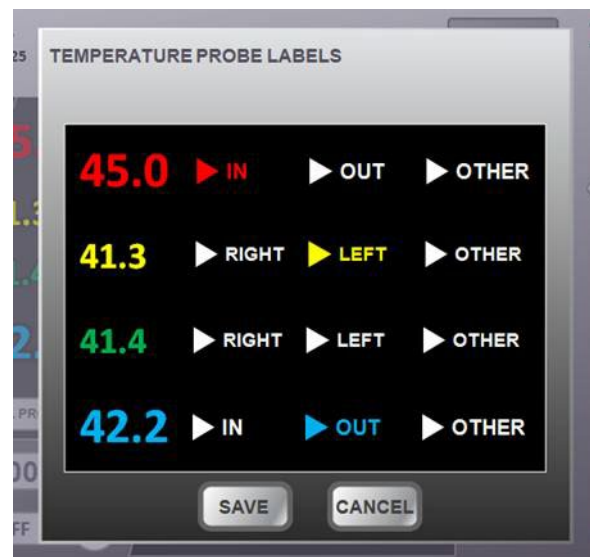 25
TEMPERATURE PROBE LABELS
45.0 IN OUT OTHER
41.3 RIGHT LEFT OTHER
41.4 RIGHT LEFT OTHER
42.2 IN OUT OTHER
SAVE CANCEL